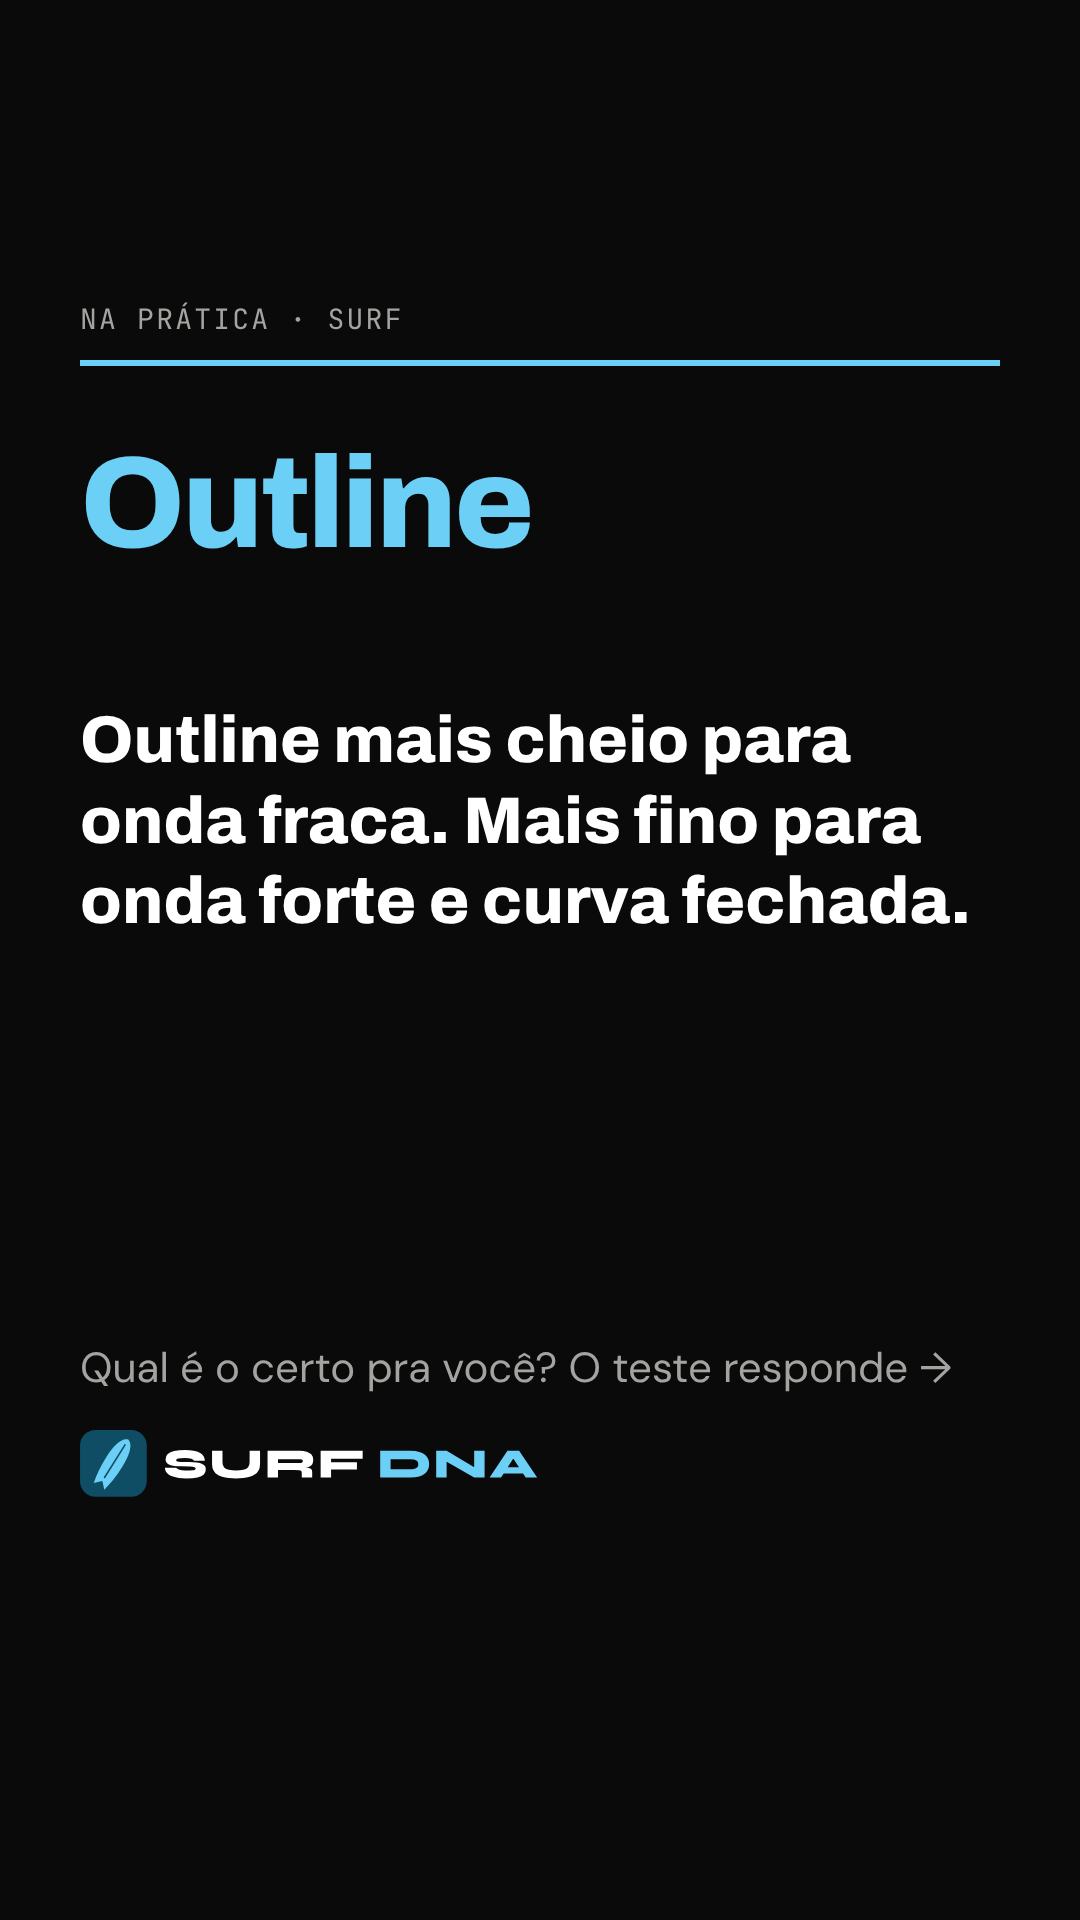 NA PRÁTICA · SURF
Outline
Outline mais cheio para
onda fraca. Mais fino para
onda forte e curva fechada.
Qual é o certo pra você? O teste responde →
SURF DNA